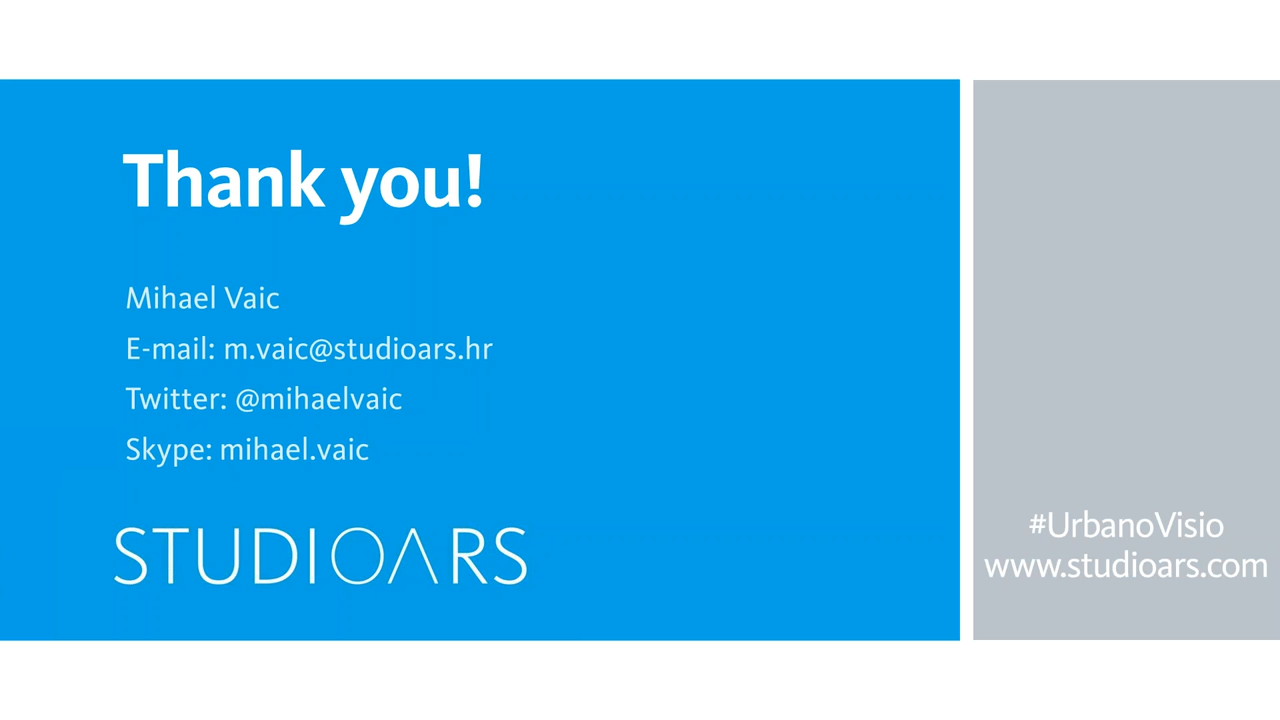 Thank you!
Mihael Vaic
E-mail: m.vaic@studioars.hr
Twitter: @mihaelvaic
Skype: mihael.vaic
STUDIOARS
#UrbanoVisio
www.studioars.com